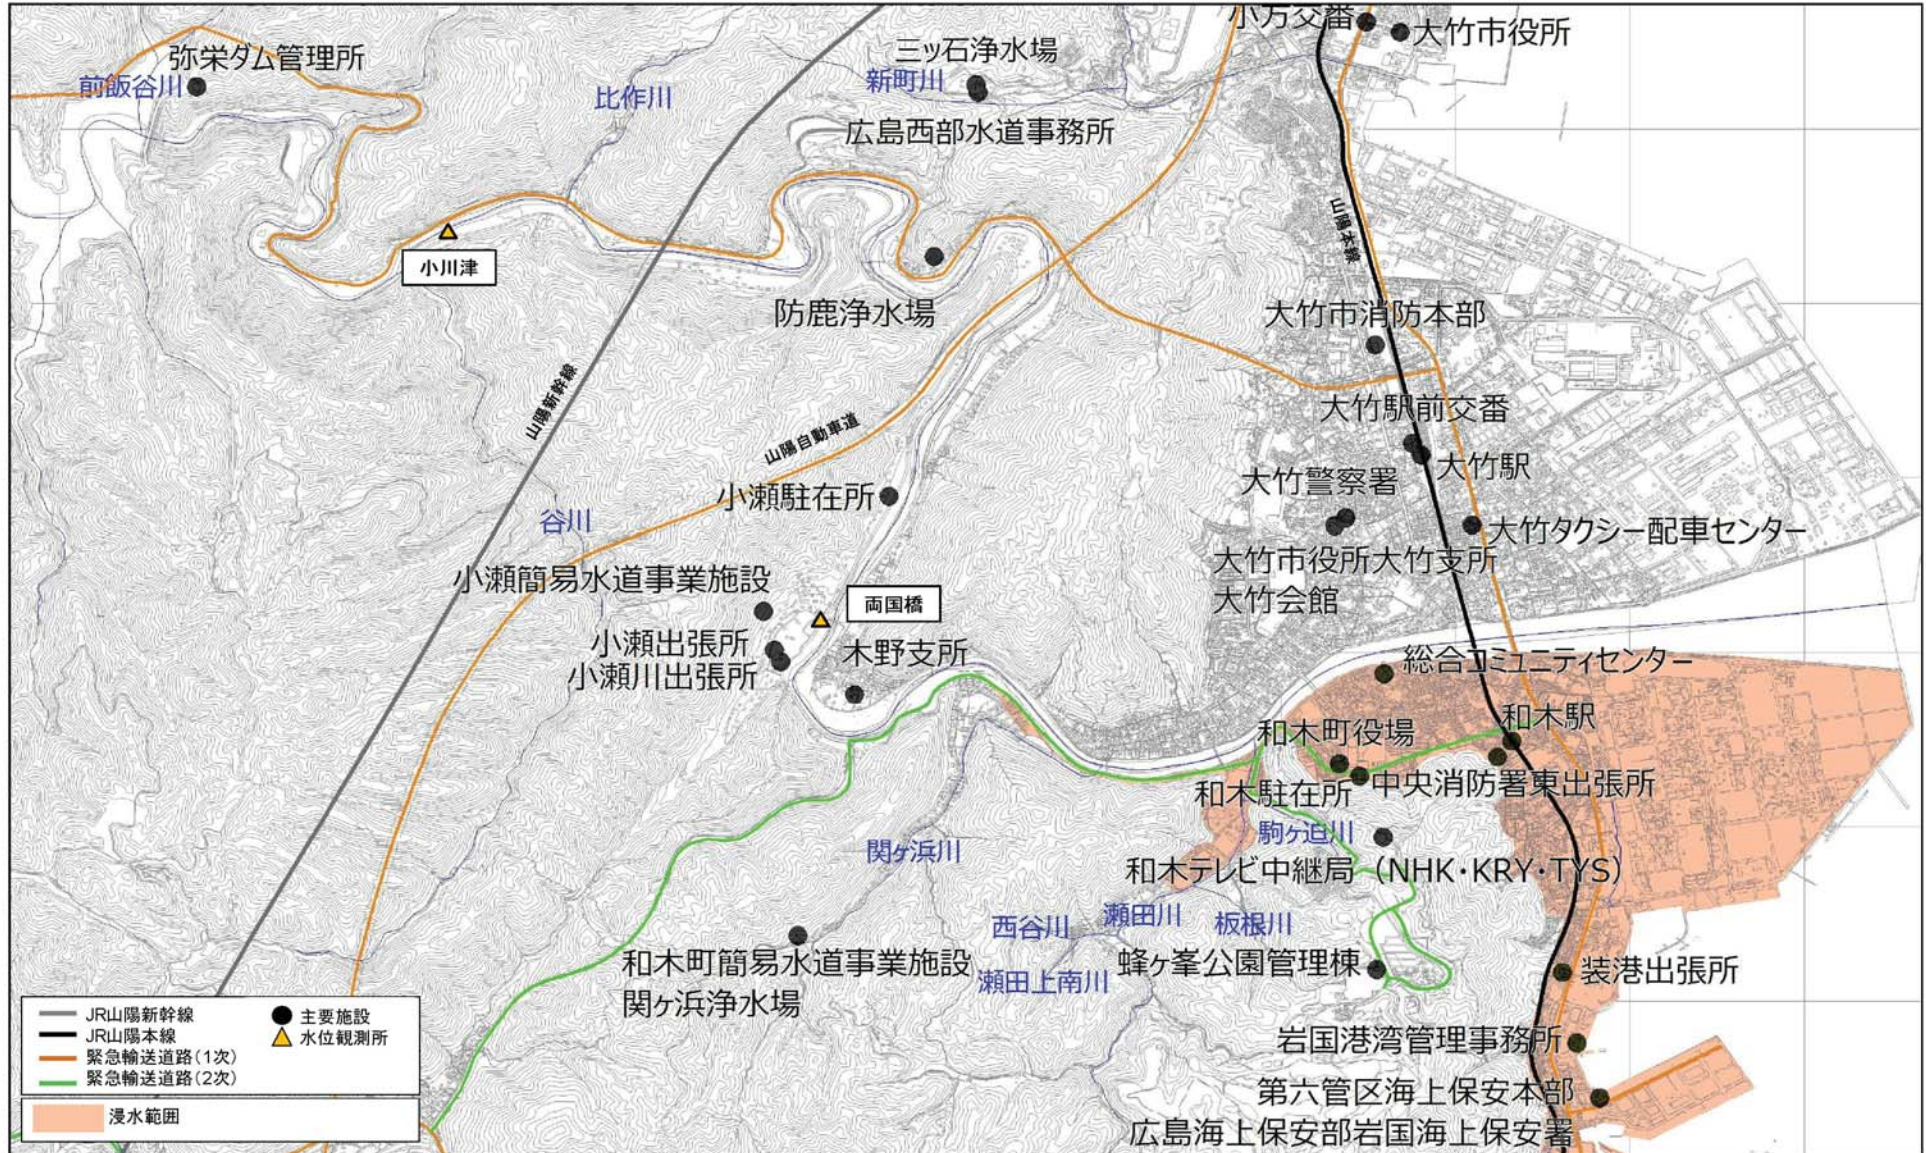 小方交番
大竹市役所
弥栄ダム管理所
三ッ石浄水場
前飯谷川
比作川
新町川
広島西部水道事務所
山陽本線
小川津
防鹿浄水場
大竹市消防本部
山陽新幹線
大竹駅前交番
山陽自動車道
大竹駅
大竹警察署
小瀬駐在所
谷川
大竹タクシー配車センター
大竹市役所大竹支所
大竹会館
小瀬簡易水道事業施設
両国橋
小瀬出張所
木野支所
小瀬川出張所
総合コミュニティセンター
和木駅
和木町役場
中央消防署東出張所
和木駐在所
駒ヶ迫川
関ヶ浜川
和木テレビ中継局（NHK・KRY・TYS）
西谷川
瀬田川
板根川
和木町簡易水道事業施設
関ヶ浜浄水場
瀬田上南川
蜂ヶ峯公園管理棟
装港出張所
岩国港湾管理事務所
第六管区海上保安本部
広島海上保安部岩国海上保安署
JR山陽新幹線
JR山陽本線
緊急輸送道路(1次)
緊急輸送道路(2次)
主要施設
水位観測所
浸水範囲